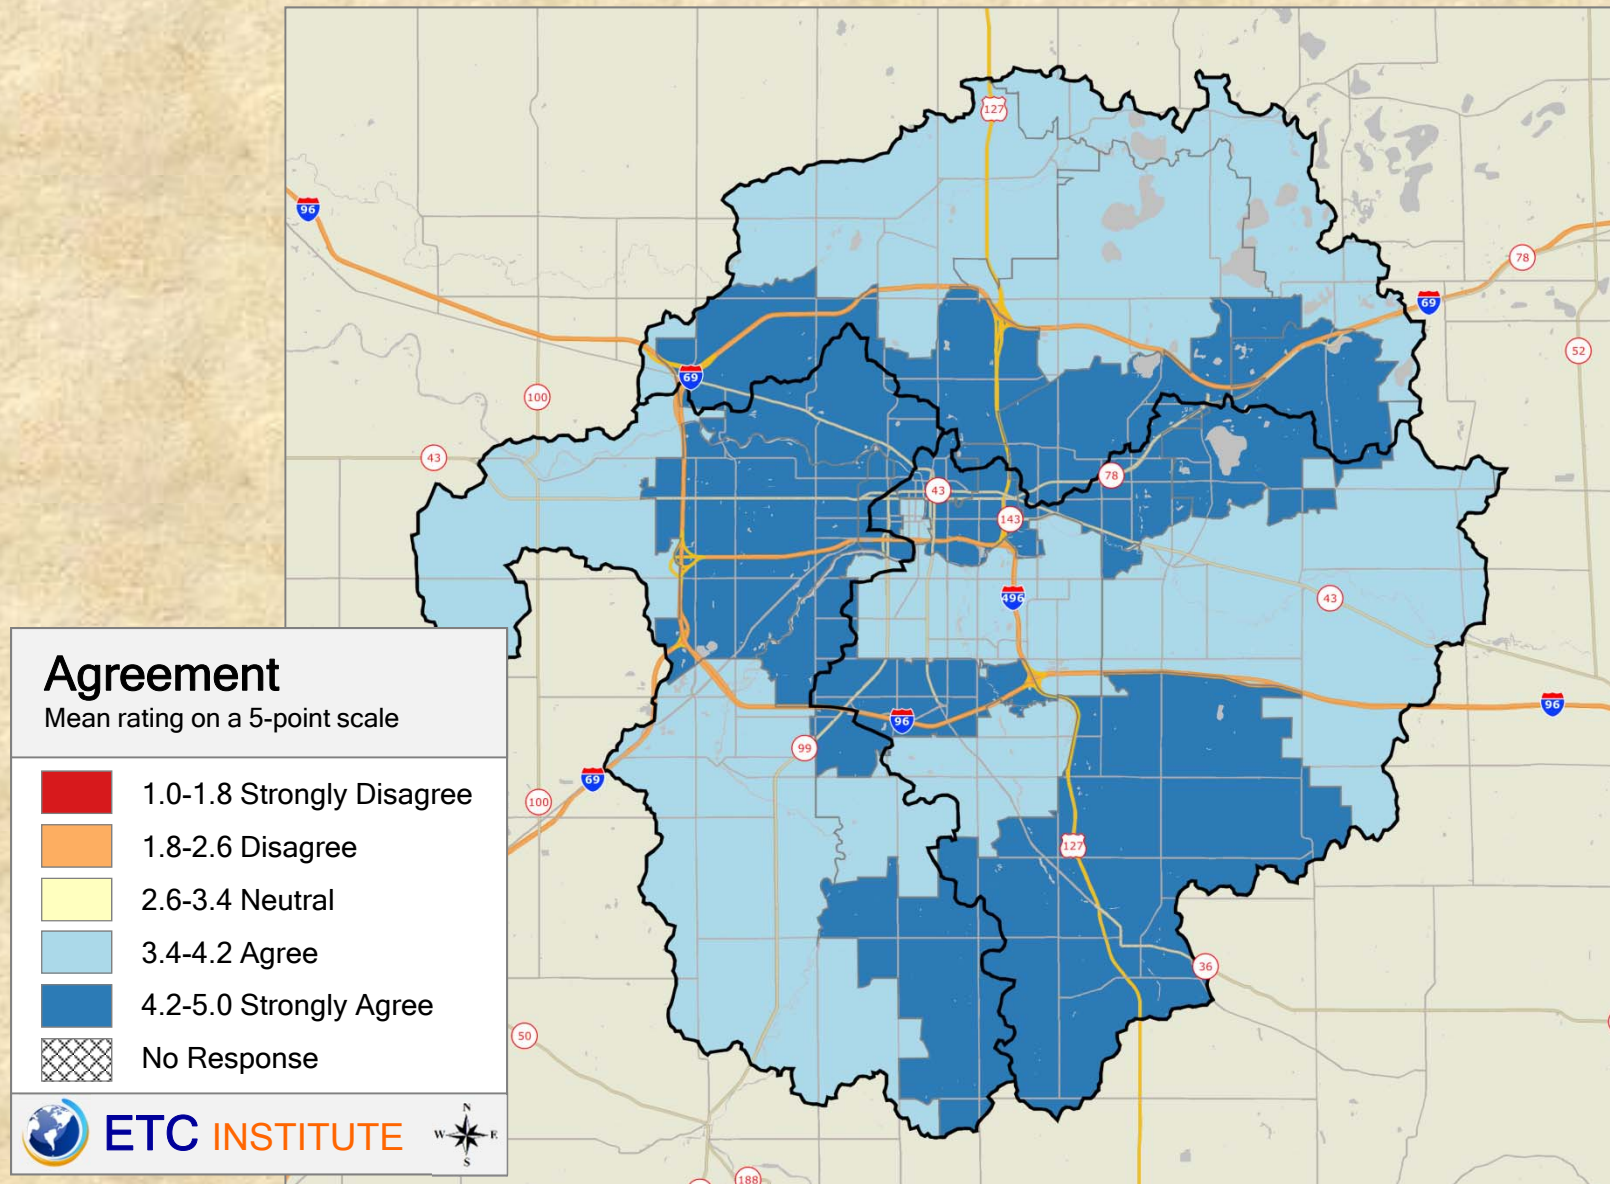 127
96
78
69
52
69
100
43
78
43
143
496
43
96
96
99
69
100
127
36
50
188
Agreement
Mean rating on a 5-point scale
1.0-1.8 Strongly Disagree
1.8-2.6 Disagree
2.6-3.4 Neutral
3.4-4.2 Agree
4.2-5.0 Strongly Agree
No Response
ETC INSTITUTE
N
W E
S